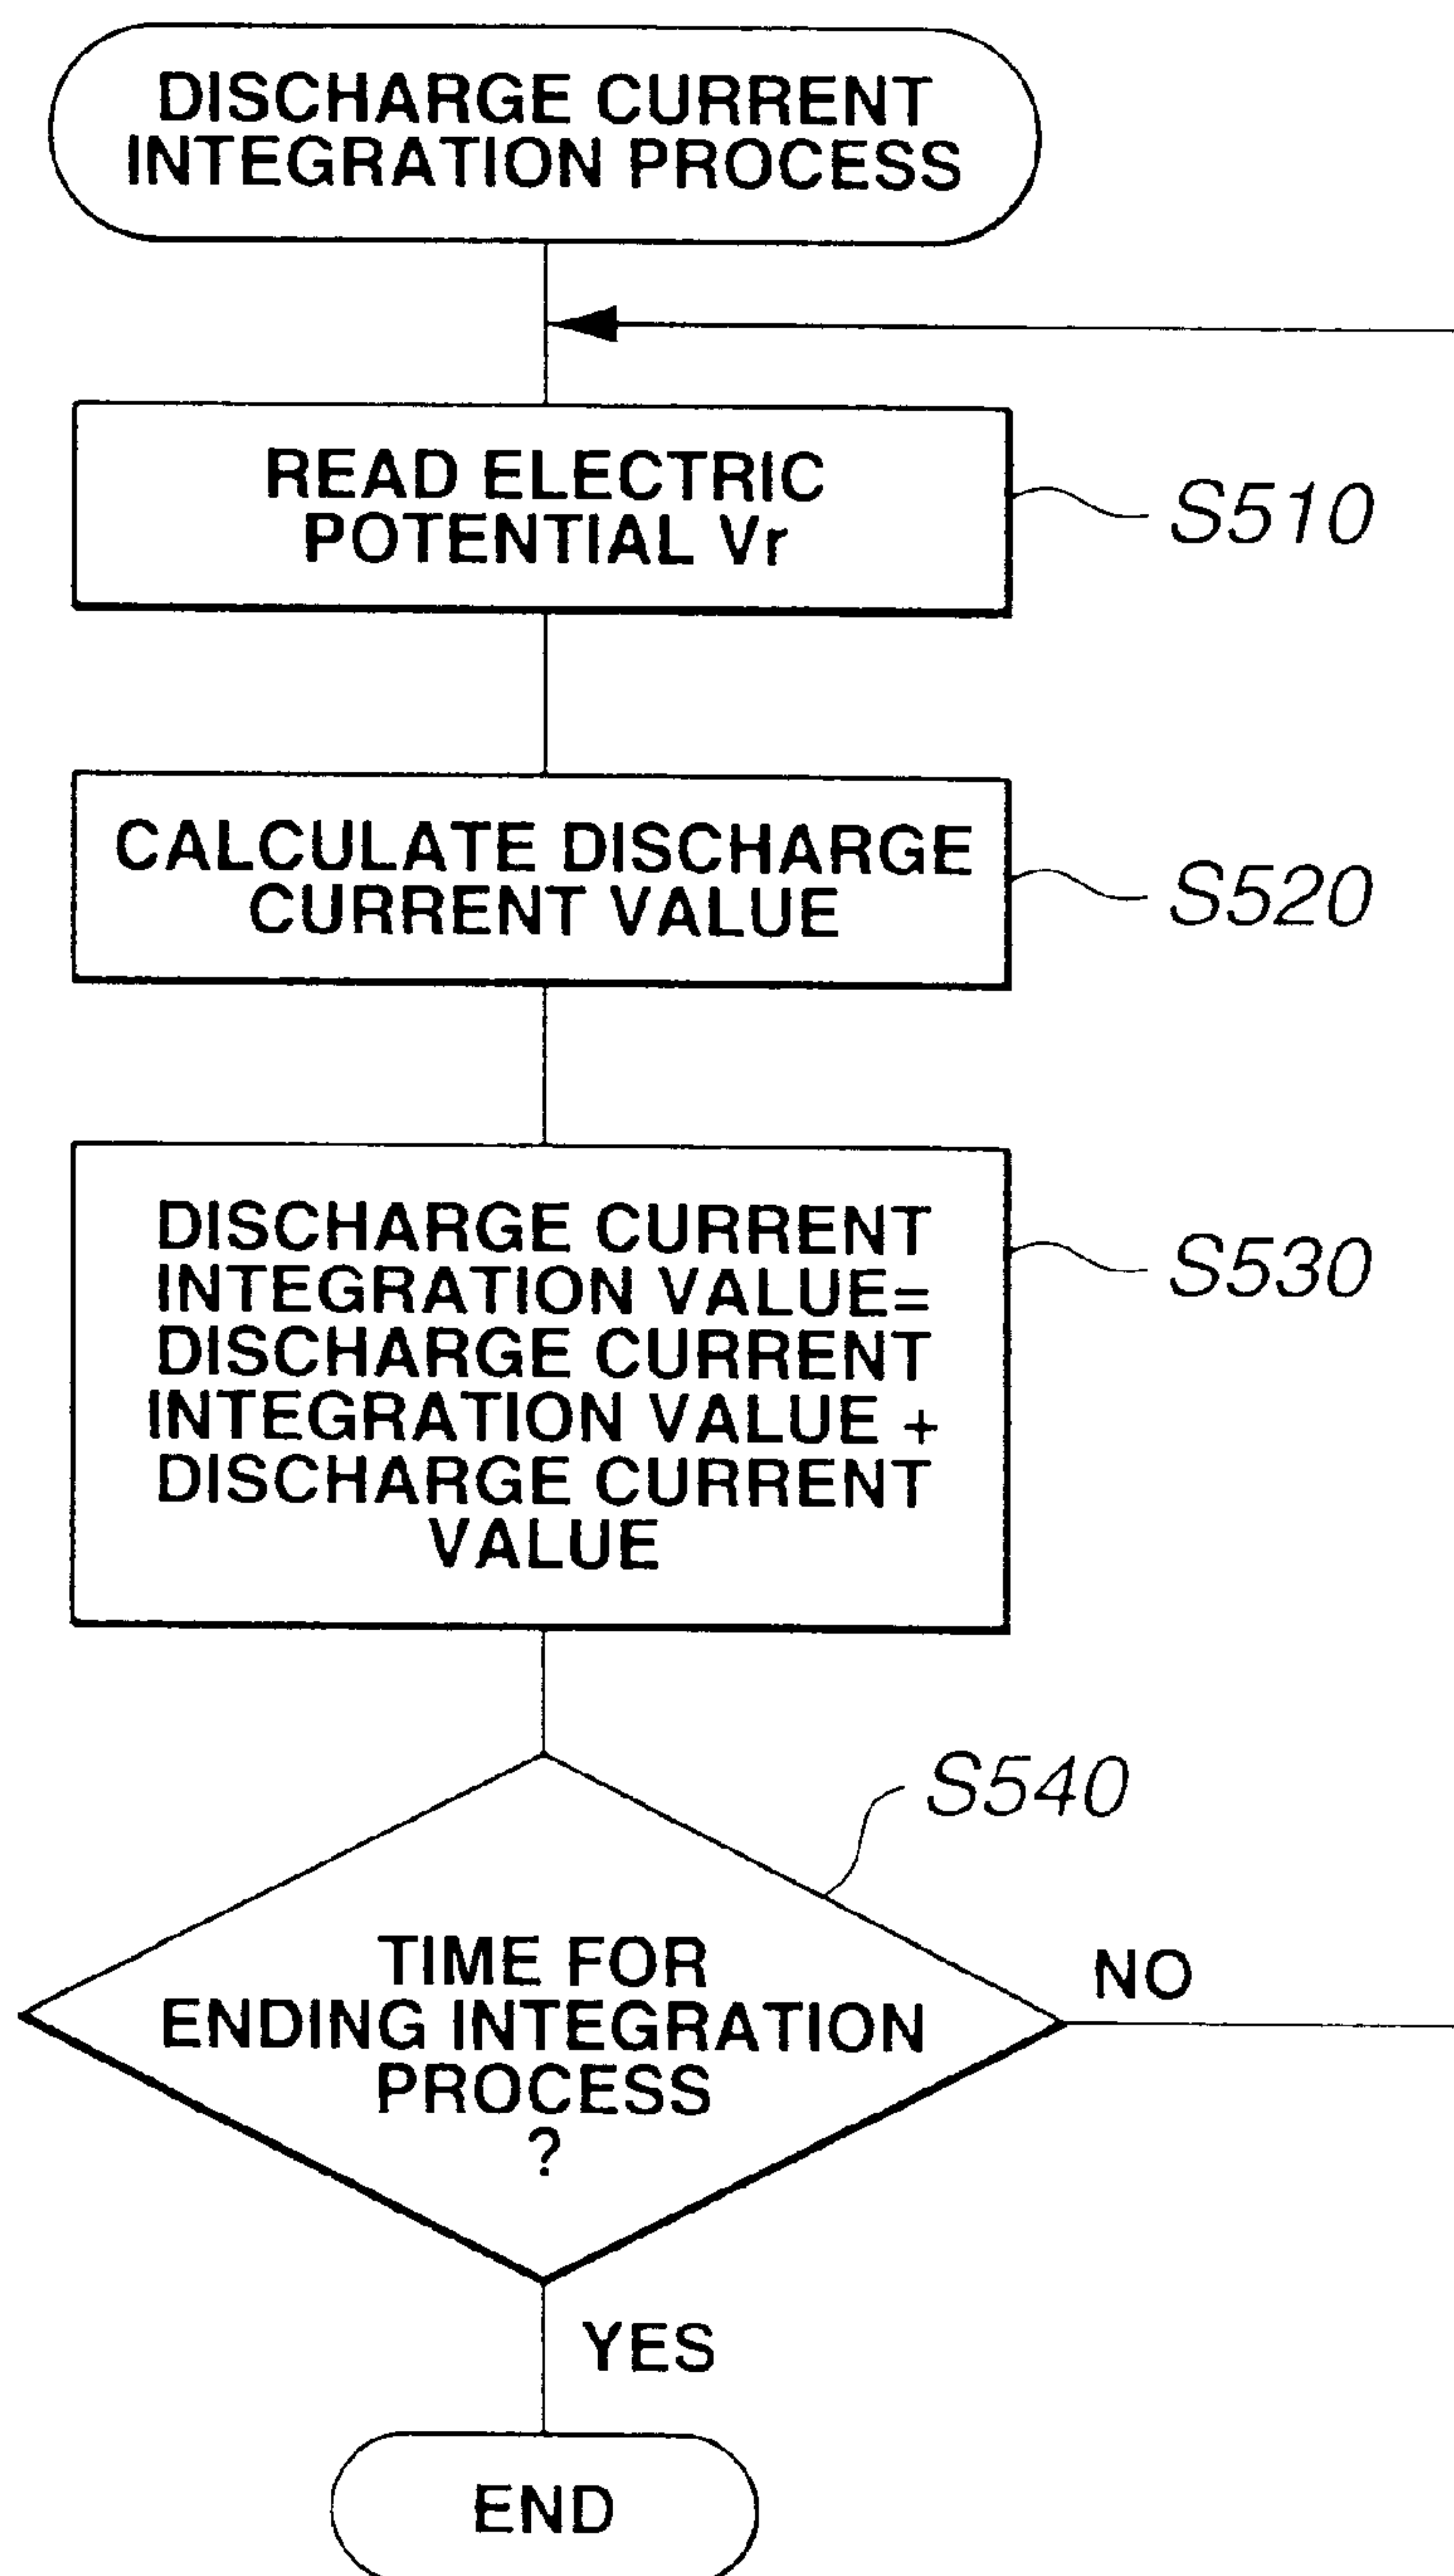 DISCHARGE CURRENT
INTEGRATION PROCESS
READ ELECTRIC
POTENTIAL Vr
S510
CALCULATE DISCHARGE
CURRENT VALUE
S520
DISCHARGE CURRENT
INTEGRATION VALUE=
DISCHARGE CURRENT
INTEGRATION VALUE +
DISCHARGE CURRENT
VALUE
S530
S540
TIME FOR
ENDING INTEGRATION
PROCESS
?
NO
YES
END